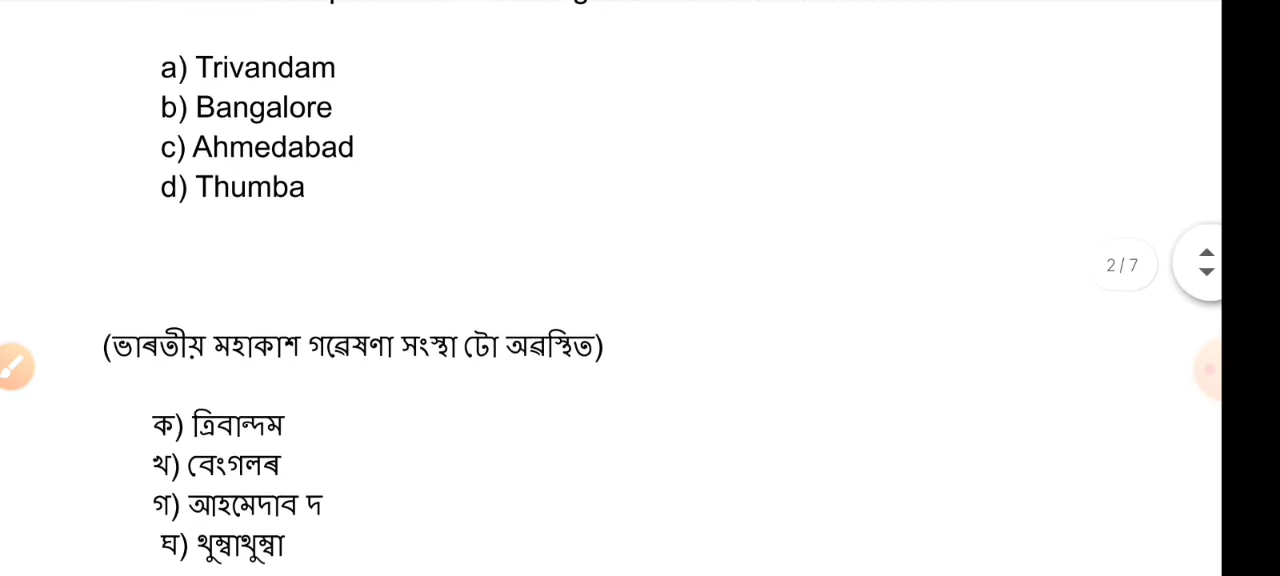 a) Trivandam
b) Bangalore
c) Ahmedabad
d) Thumba
2/7
(ভাৰতীয় মহাকাশ গৱেষণা সংস্থা টো অৱস্থিত)
ক) ত্ৰিবান্দম
খ) বেংগলৰ
গ) আহমেদাব দ
ঘ) থুম্বাথুম্বা